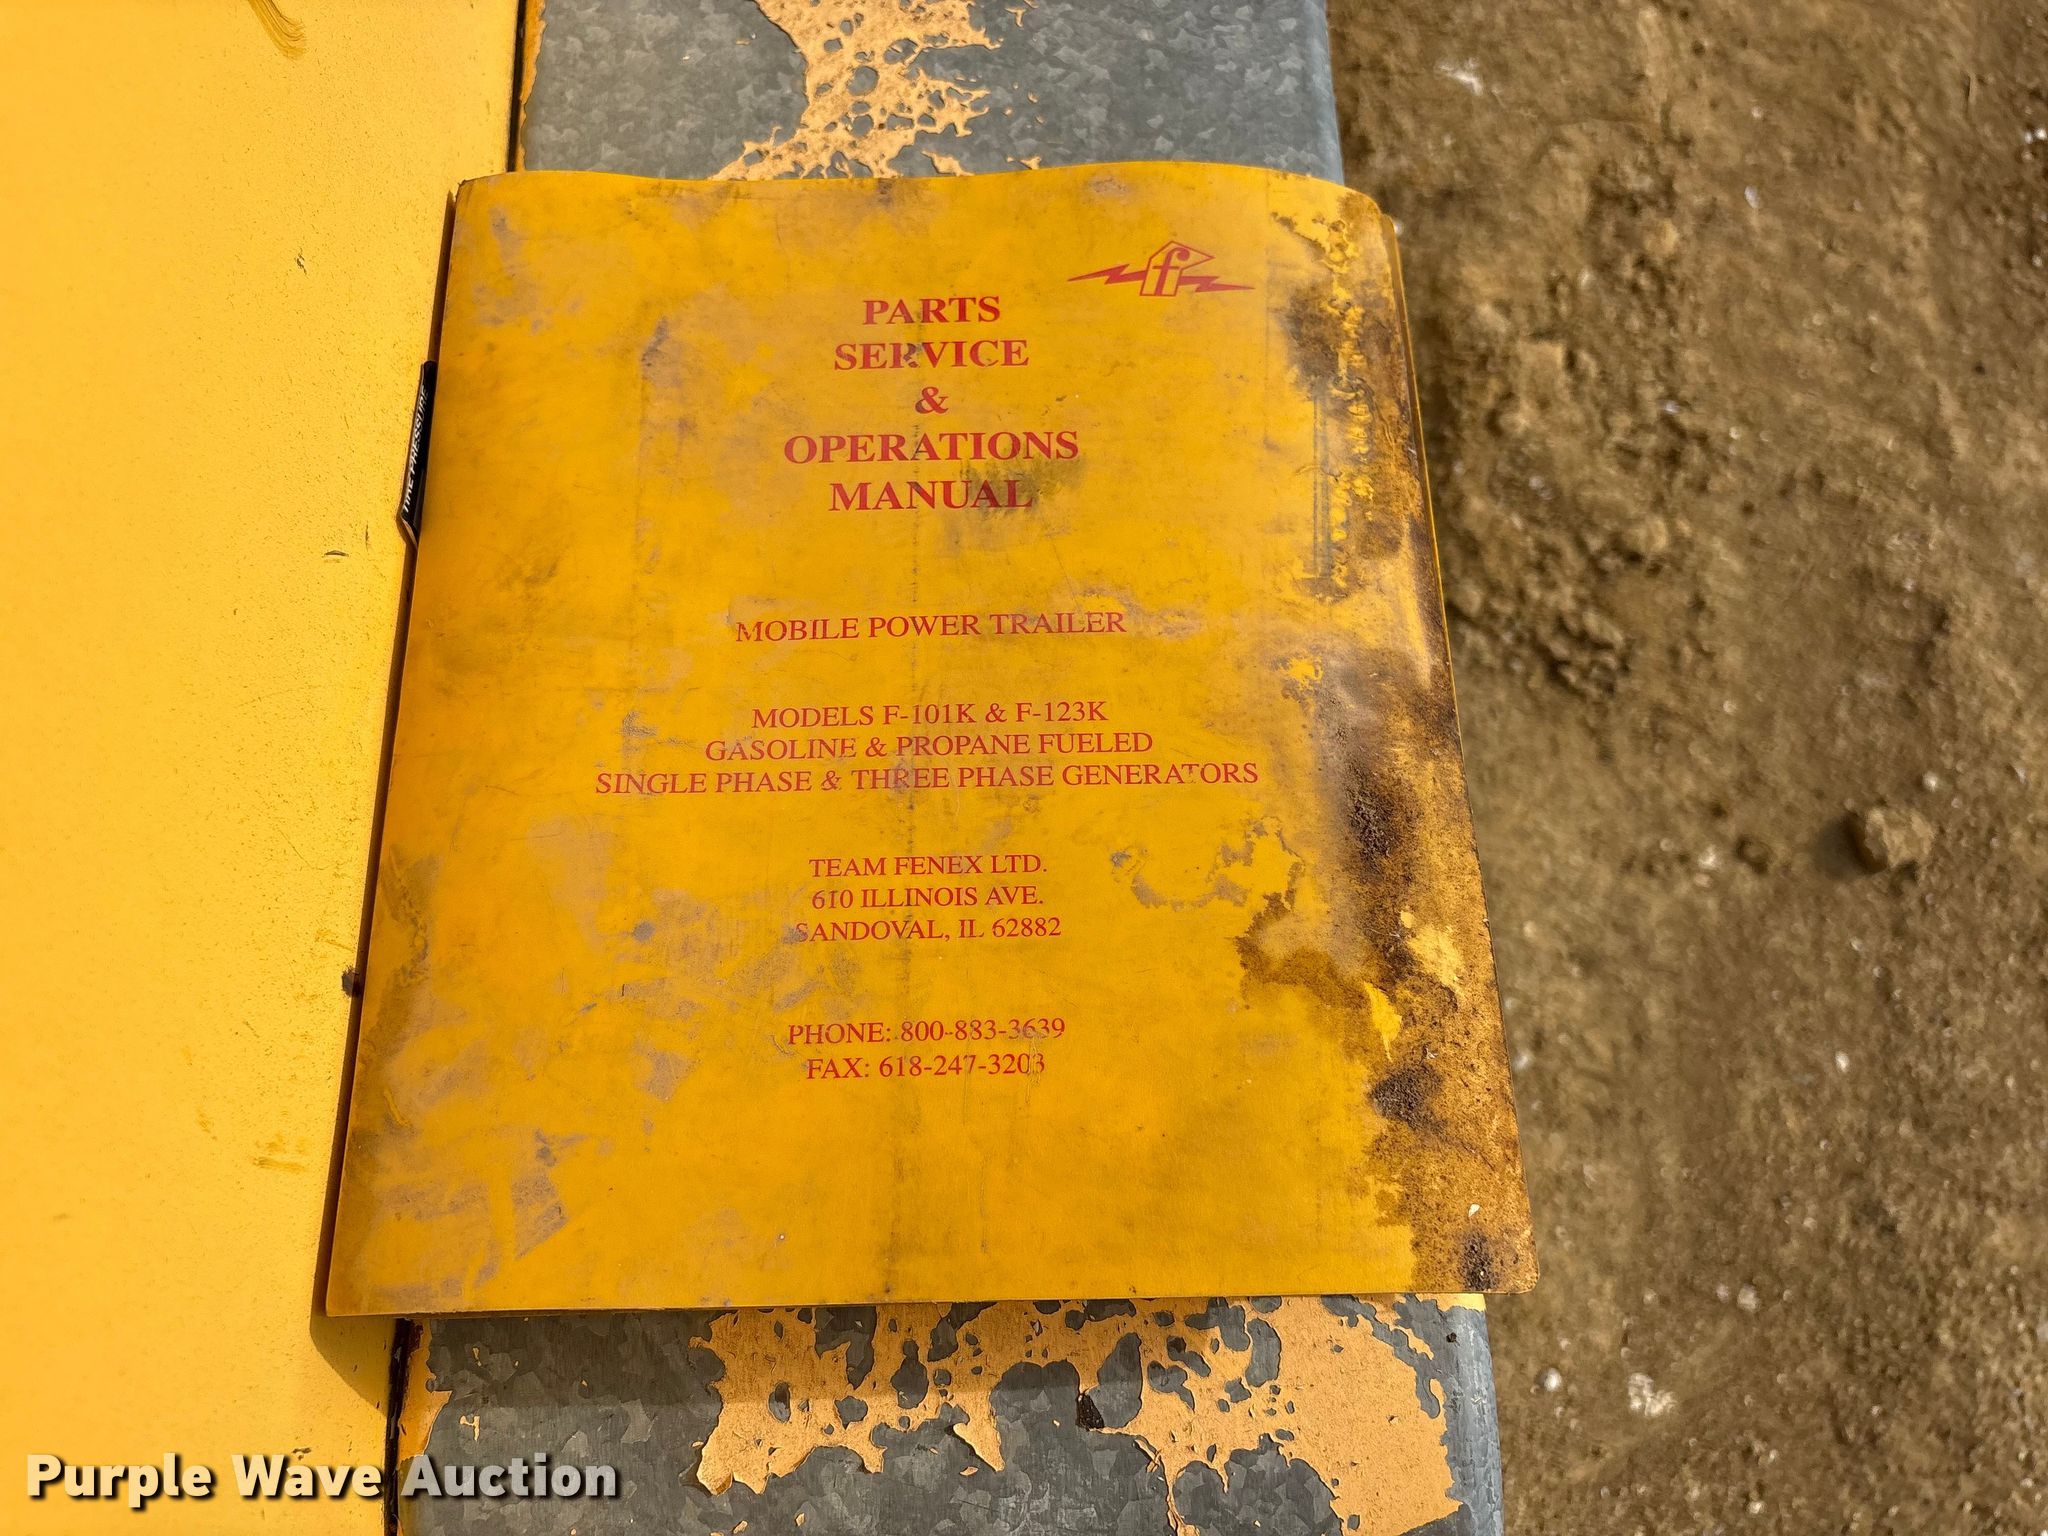 f
PARTS
SERVICE
&
OPERATIONS
MANUAL
MOBILE POWER TRAILER
MODELS F-101K & F-123K
GASOLINE & PROPANE FUELED
SINGLE PHASE & THREE PHASE GENERATORS
TEAM FENEX LTD.
610 ILLINOIS AVE.
SANDOVAL, IL 62882
PHONE: 800-883-3639
FAX: 618-247-3203
TIRE PRESSURE
Purple Wave Auction